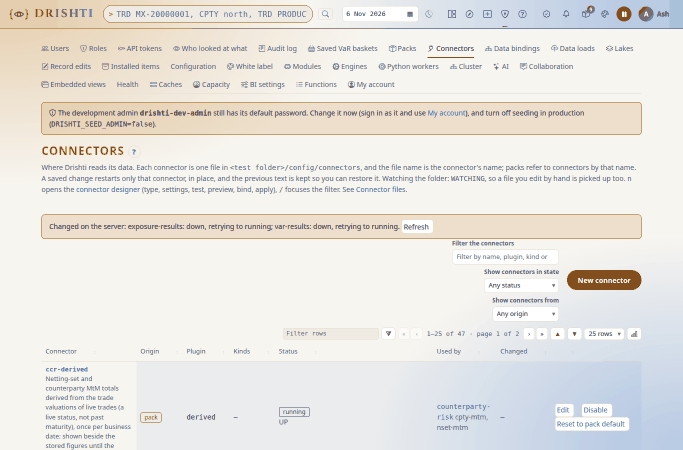 {👁} DRISHTI
> TRD MX-20000001, CPTY north, TRD PRODUC
6 Nov 2026
A Ash
Users Roles API tokens Who looked at what Audit log Saved VaR baskets Packs Connectors Data bindings Data loads Lakes
Record edits Installed items Configuration White label Modules Engines Python workers Cluster AI Collaboration
Embedded views Health Caches Capacity BI settings Functions My account
The development admin drishti-dev-admin still has its default password. Change it now (sign in as it and use My account), and turn off seeding in production
(DRISHTI_SEED_ADMIN=false).
CONNECTORS ?
Where Drishti reads its data. Each connector is one file in <test folder>/config/connectors, and the file name is the connector's name; packs refer to connectors by that name.
A saved change restarts only that connector, in place, and the previous text is kept so you can restore it. Watching the folder: WATCHING, so a file you edit by hand is picked up too. n
opens the connector designer (type, settings, test, preview, bind, apply), / focuses the filter. See Connector files.
Changed on the server: exposure-results: down, retrying to running; var-results: down, retrying to running. Refresh
Filter the connectors
Filter by name, plugin, kind or
Show connectors in state
Any status
New connector
Show connectors from
Any origin
Filter rows
1–25 of 47 · page 1 of 2
25 rows
Connector Origin Plugin Kinds Status Used by Changed
ccr-derived
Netting-set and
counterparty MtM totals
derived from the trade
valuations of live trades (a
live status, not past
maturity), once per business
date: shown beside the
stored figures until the
pack
derived
—
running
UP
counterparty-
risk cpty-mtm,
nset-mtm
—
Edit Disable
Reset to pack default